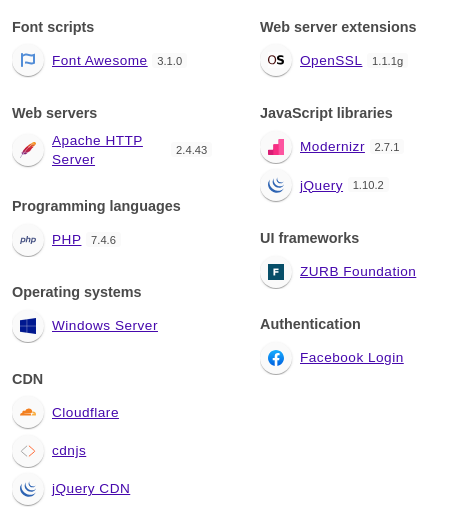 Font scripts
Font Awesome 3.1.0
Web servers
Apache HTTP
Server 2.4.43
Programming languages
php PHP 7.4.6
Operating systems
Windows Server
CDN
Cloudflare
cdnjs
jQuery CDN
Web server extensions
OS OpenSSL 1.1.1g
JavaScript libraries
Modernizr 2.7.1
jQuery 1.10.2
UI frameworks
F ZURB Foundation
Authentication
Facebook Login